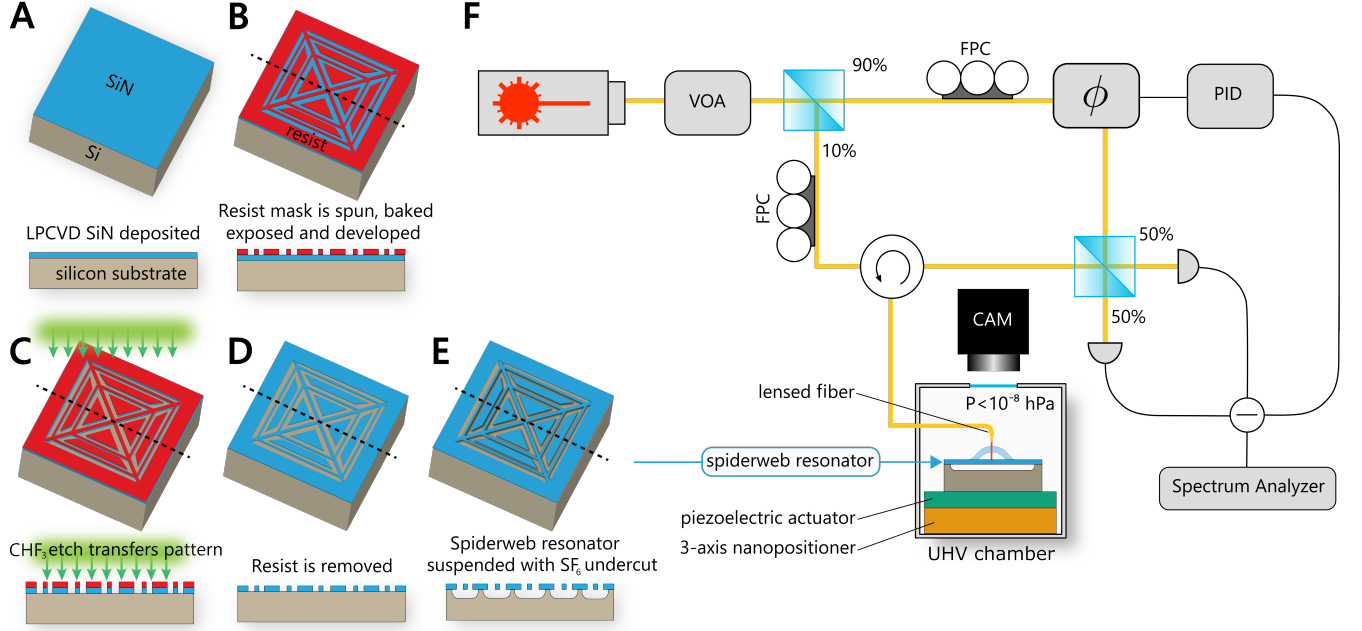 A
SiN
Si
LPCVD SiN deposited
silicon substrate
B
resist
Resist mask is spun, baked
exposed and developed
C
CHF3 etch transfers pattern
D
Resist is removed
E
Spiderweb resonator
suspended with SF6 undercut
F
VOA
90%
10%
FPC
FPC
ϕ
PID
50%
50%
CAM
lensed fiber
P<10-8 hPa
spiderweb resonator
piezoelectric actuator
3-axis nanopositioner
UHV chamber
Spectrum Analyzer